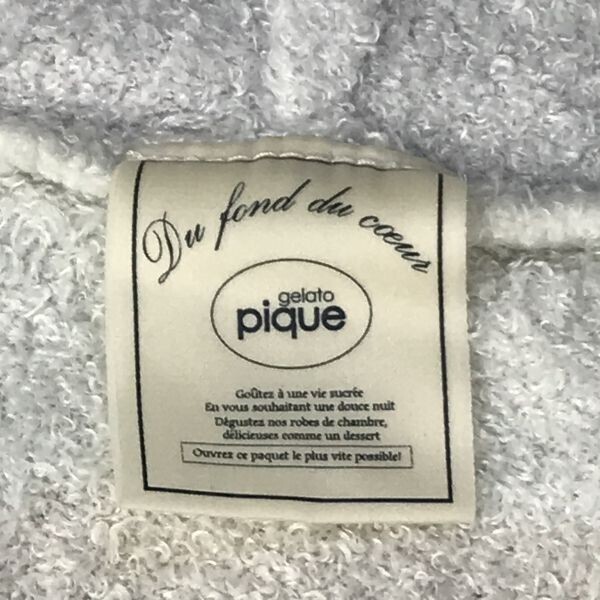 Du fond du cœur
gelato
pique
Goûtez à une vie sucrée
En vous souhaitant une douce nuit
Dégustez nos robes de chambre,
délicieuses comme un dessert
Ouvrez ce paquet le plus vite possible!